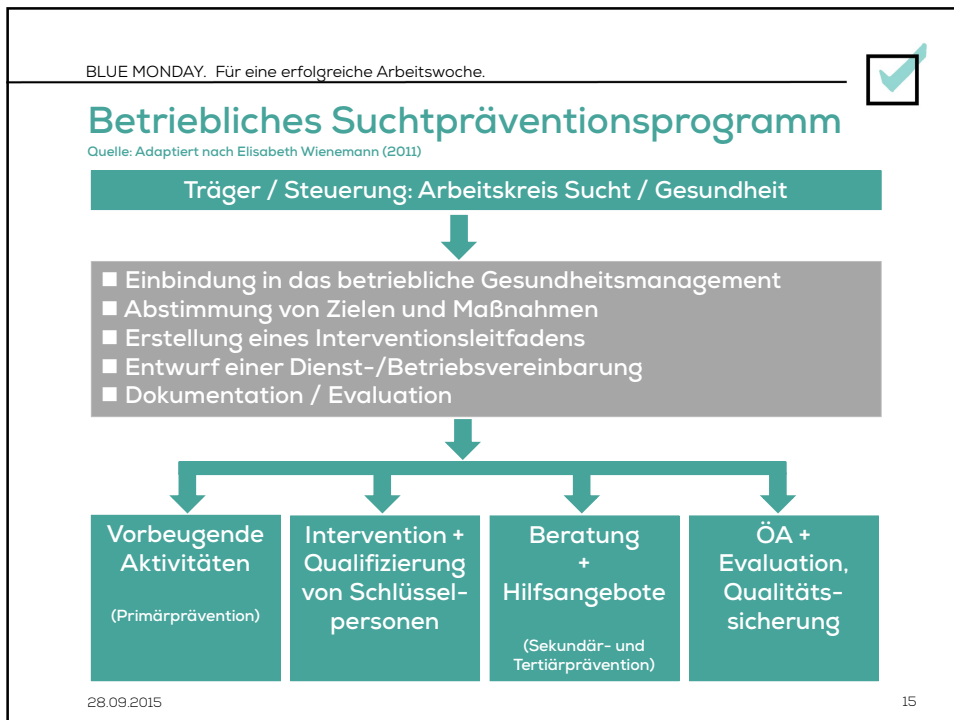 BLUE MONDAY. Für eine erfolgreiche Arbeitswoche.
Betriebliches Suchtpräventionsprogramm
Quelle: Adaptiert nach Elisabeth Wienemann (2011)
Träger / Steuerung: Arbeitskreis Sucht / Gesundheit
■ Einbindung in das betriebliche Gesundheitsmanagement
■ Abstimmung von Zielen und Maßnahmen
■ Erstellung eines Interventionsleitfadens
■ Entwurf einer Dienst-/Betriebsvereinbarung
■ Dokumentation / Evaluation
Vorbeugende
Aktivitäten
(Primärprävention)
Intervention +
Qualifizierung
von Schlüssel-
personen
Beratung
+
Hilfsangebote
(Sekundär- und
Tertiärprävention)
ÖA +
Evaluation,
Qualitäts-
sicherung
28.09.2015
15